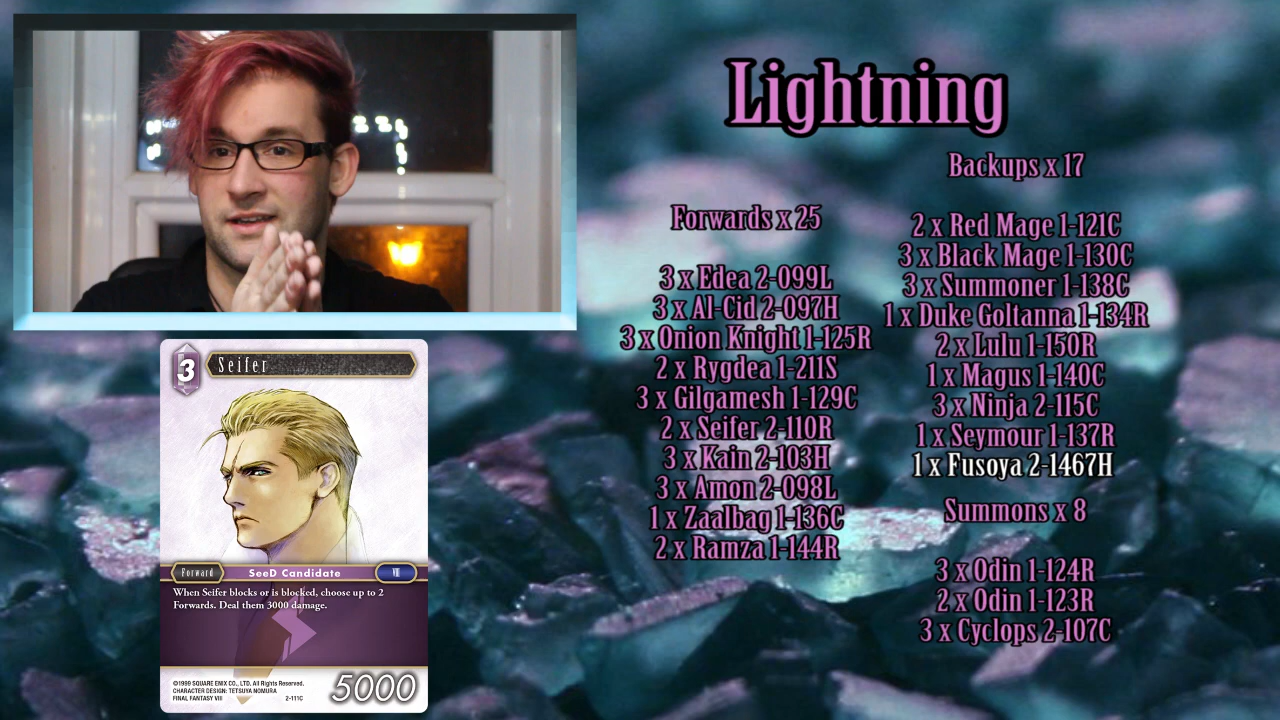 Lightning
Backups x 17
Forwards x 25
2 x Red Mage 1-121C
3 x Black Mage 1-130C
3 x Summoner 1-138C
1 x Duke Goltanna 1-134R
2 x Lulu 1-150R
1 x Magus 1-140C
3 x Ninja 2-115C
1 x Seymour 1-137R
1 x Fusoya 2-1467H
3 x Edea 2-099L
3 x Al-Cid 2-097H
3 x Onion Knight 1-125R
2 x Rygdea 1-211S
3 x Gilgamesh 1-129C
2 x Seifer 2-110R
3 x Kain 2-103H
3 x Amon 2-098L
1 x Zaalbag 1-136C
2 x Ramza 1-144R
Summons x 8
3 x Odin 1-124R
2 x Odin 1-123R
3 x Cyclops 2-107C
3
Seifer
Forward
SeeD Candidate
VIII
When Seifer blocks or is blocked, choose up to 2
Forwards. Deal them 3000 damage.
©1999 SQUARE ENIX CO., LTD. All Rights Reserved.
CHARACTER DESIGN: TETSUYA NOMURA
FINAL FANTASY VIII
2-111C
5000